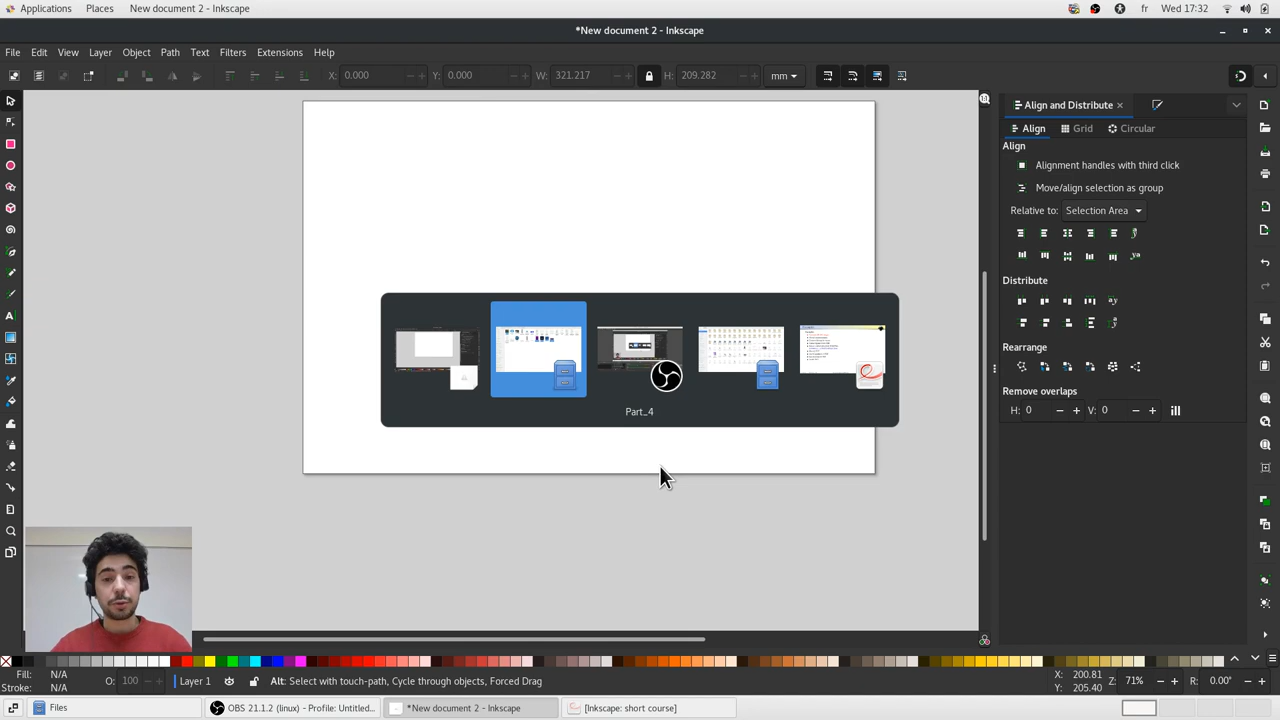 Applications Places New document 2 - Inkscape fr Wed 17:32
*New document 2 - Inkscape
File Edit View Layer Object Path Text Filters Extensions Help
X: 0.000 Y: 0.000 W: 321.217 H: 209.282 mm
Align and Distribute
Align Grid Circular
Align
Alignment handles with third click
Move/align selection as group
Relative to: Selection Area
Distribute
Rearrange
Remove overlaps
H: 0 V: 0
Part_4
Fill: N/A
Stroke: N/A
O: 100 Layer 1 Alt: Select with touch-path, Cycle through objects, Forced Drag
X: 200.81
Y: 205.40
Z: 71% R: 0.00°
Files OBS 21.1.2 (linux) - Profile: Untitled... *New document 2 - Inkscape [Inkscape: short course]